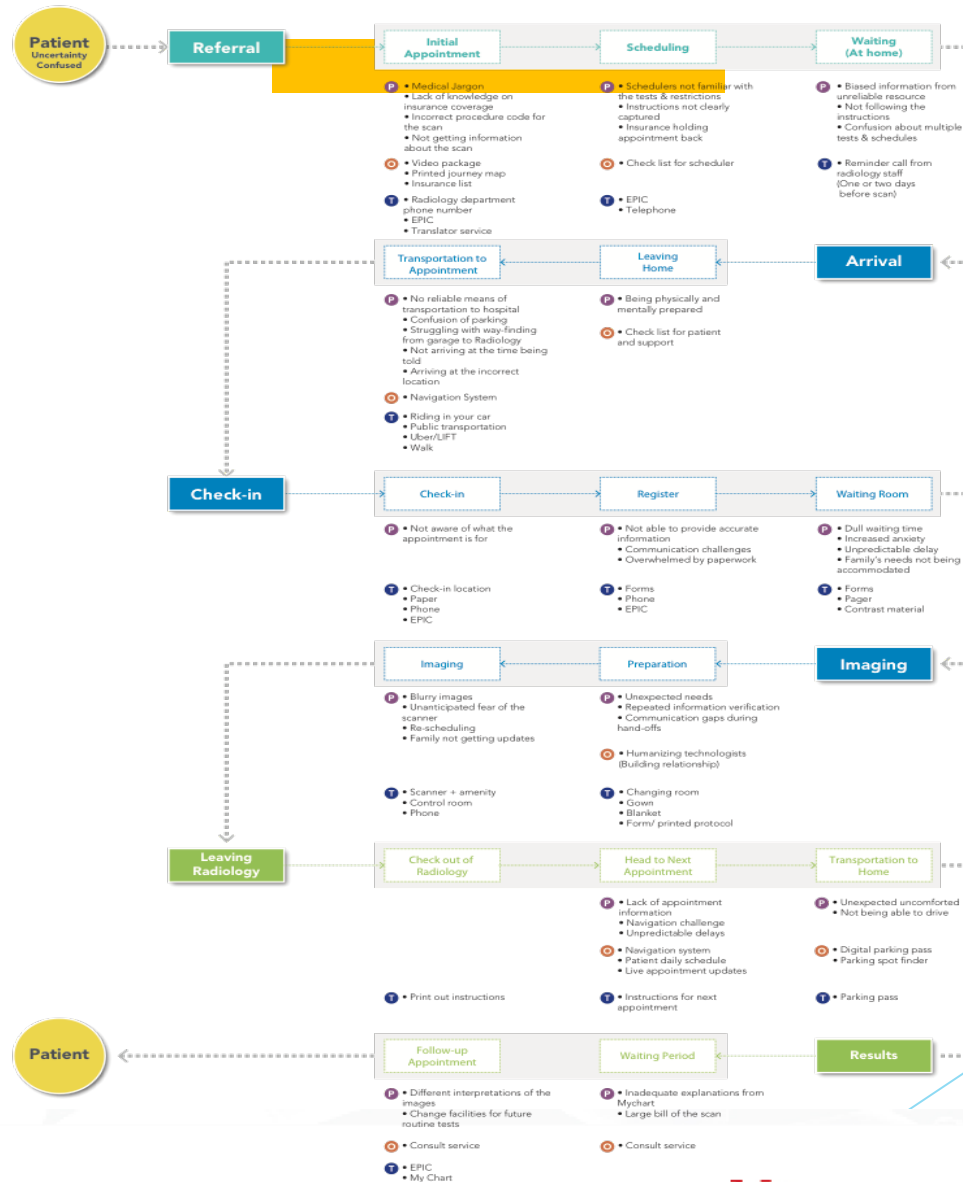 Patient
Uncertainty
Confused
Referral
Initial
Appointment
Scheduling
Waiting
(At home)
P • Medical Jargon
• Lack of knowledge on
insurance coverage
• Incorrect procedure code for
the scan
• Not getting information
about the scan
O • Video package
• Printed journey map
• Insurance list
T • Radiology department
phone number
• EPIC
• Translator service
P • Schedulers not familiar with
the tests & restrictions
• Instructions not clearly
captured
• Insurance holding
appointment back
O • Check list for scheduler
T • EPIC
• Telephone
P • Biased information from
unreliable resource
• Not following the
instructions
• Confusion about multiple
tests & schedules
T • Reminder call from
radiology staff
(One or two days
before scan)
Arrival
Leaving
Home
Transportation to
Appointment
P • Being physically and
mentally prepared
O • Check list for patient
and support
P • No reliable means of
transportation to hospital
• Confusion of parking
• Struggling with way-finding
from garage to Radiology
• Not arriving at the time being
told
• Arriving at the incorrect
location
O • Navigation System
T • Riding in your car
• Public transportation
• Uber/LIFT
• Walk
Check-in
Check-in
Register
Waiting Room
P • Not aware of what the
appointment is for
T • Check-in location
• Paper
• Phone
• EPIC
P • Not able to provide accurate
information
• Communication challenges
• Overwhelmed by paperwork
T • Forms
• Phone
• EPIC
P • Dull waiting time
• Increased anxiety
• Unpredictable delay
• Family's needs not being
accommodated
T • Forms
• Pager
• Contrast material
Imaging
Preparation
Imaging
P • Unexpected needs
• Repeated information verification
• Communication gaps during
hand-offs
O • Humanizing technologists
(Building relationship)
T • Changing room
• Gown
• Blanket
• Form/ printed protocol
P • Blurry images
• Unanticipated fear of the
scanner
• Re-scheduling
• Family not getting updates
T • Scanner + amenity
• Control room
• Phone
Leaving
Radiology
Check out of
Radiology
Head to Next
Appointment
Transportation to
Home
T • Print out instructions
P • Lack of appointment
information
• Navigation challenge
• Unpredictable delays
O • Navigation system
• Patient daily schedule
• Live appointment updates
T • Instructions for next
appointment
P • Unexpected uncomforted
• Not being able to drive
O • Digital parking pass
• Parking spot finder
T • Parking pass
Results
Waiting Period
Follow-up
Appointment
Patient
P • Inadequate explanations from
Mychart
• Large bill of the scan
O • Consult service
P • Different interpretations of the
images
• Change facilities for future
routine tests
O • Consult service
T • EPIC
• My Chart